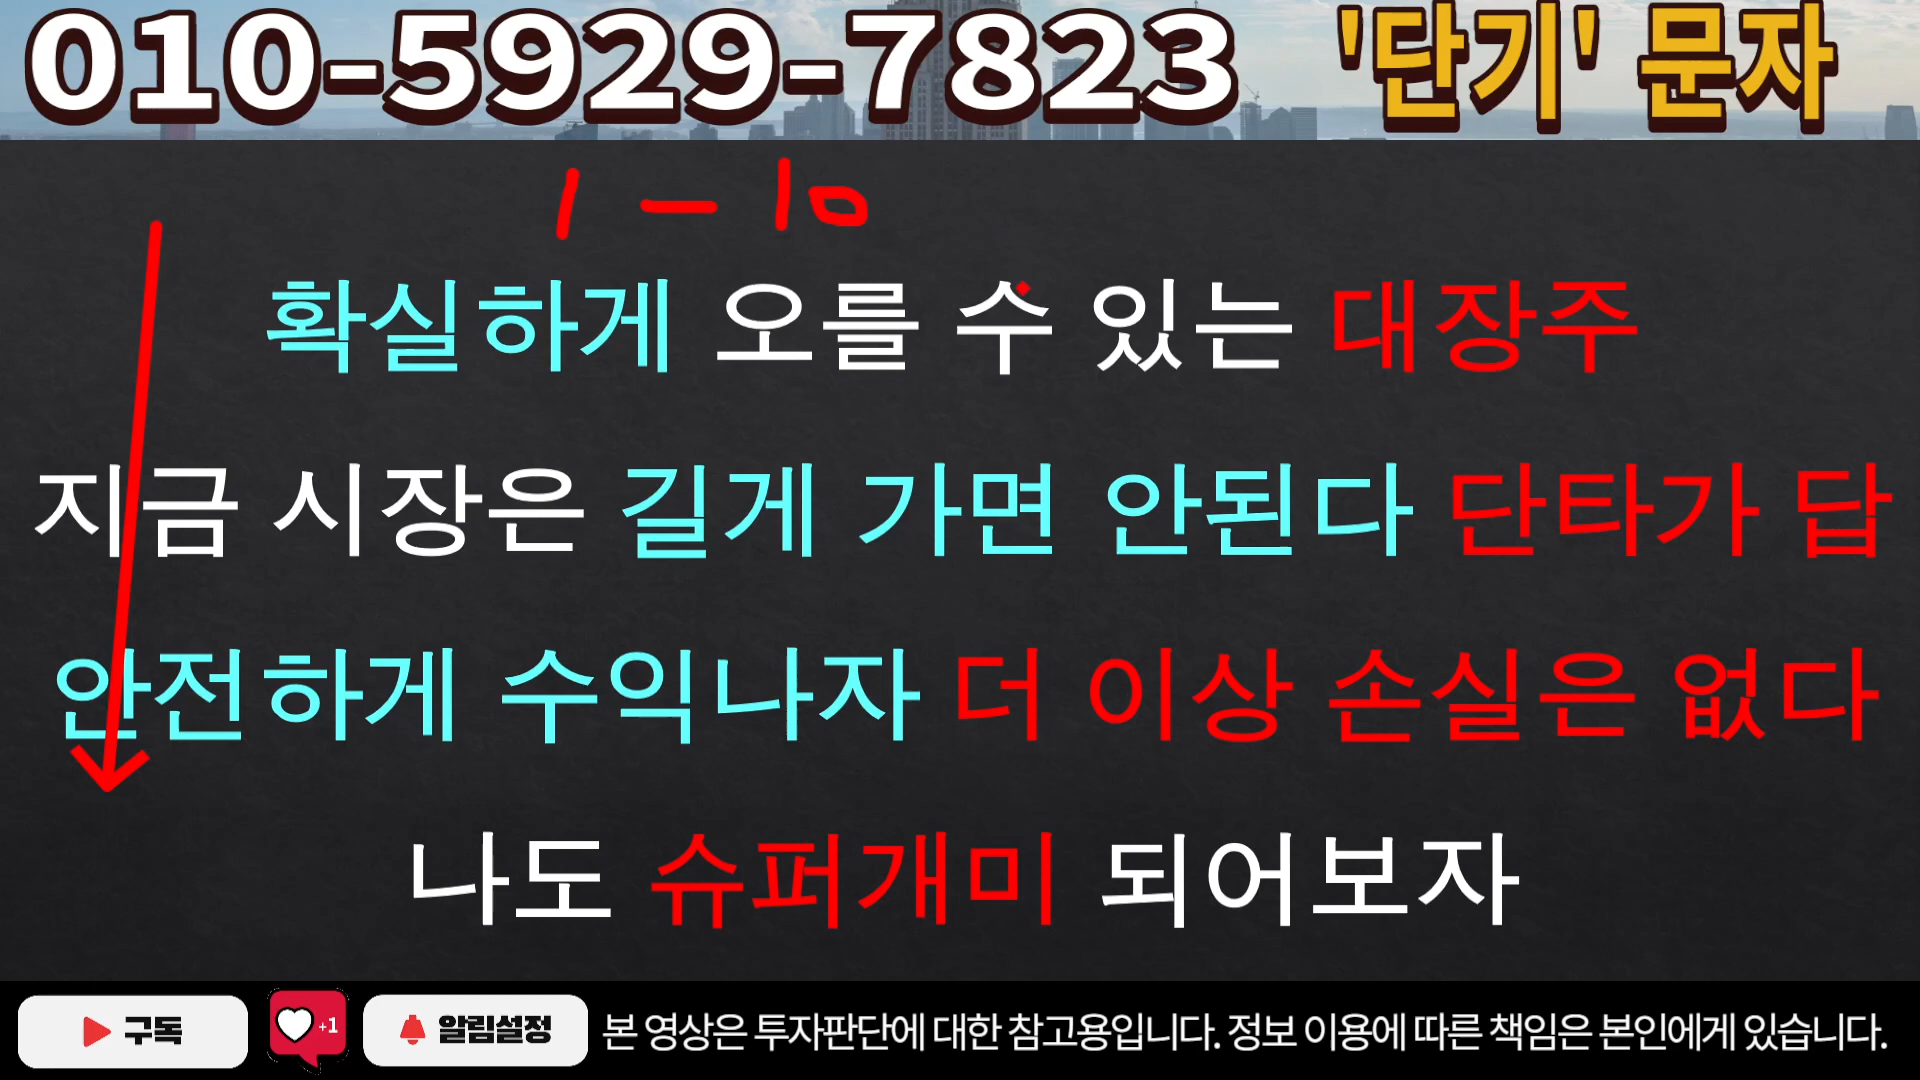 010-5929-7823 '단기' 문자
1 - 10
확실하게 오를 수 있는 대장주
지금 시장은 길게 가면 안된다 단타가 답
안전하게 수익나자 더 이상 손실은 없다
나도 슈퍼개미 되어보자
구독 +1 알림설정 본 영상은 투자판단에 대한 참고용입니다. 정보 이용에 따른 책임은 본인에게 있습니다.